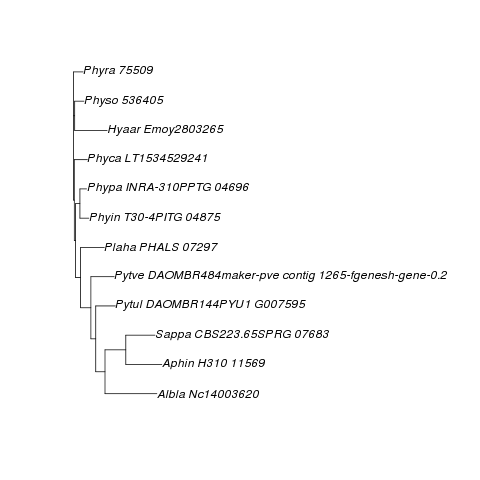 Phyra 75509
Physo 536405
Hyaar Emoy2803265
Phyca LT1534529241
Phypa INRA-310PPTG 04696
Phyin T30-4PITG 04875
Plaha PHALS 07297
Pytve DAOMBR484maker-pve contig 1265-fgenesh-gene-0.2
Pytul DAOMBR144PYU1 G007595
Sappa CBS223.65SPRG 07683
Aphin H310 11569
Albla Nc14003620